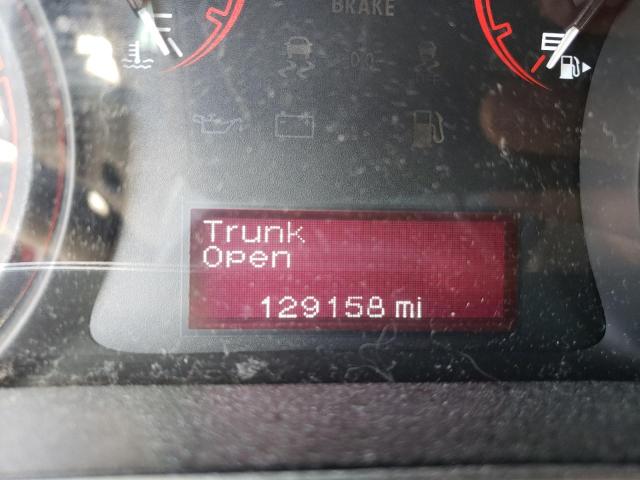 BRAKE
E
Trunk
Open
129158 mi